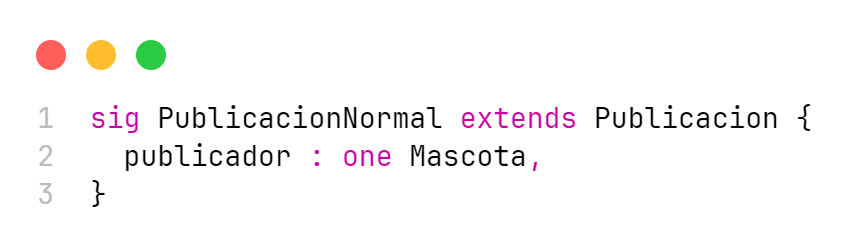 1 sig PublicacionNormal extends Publicacion {
2 publicador : one Mascota,
3 }